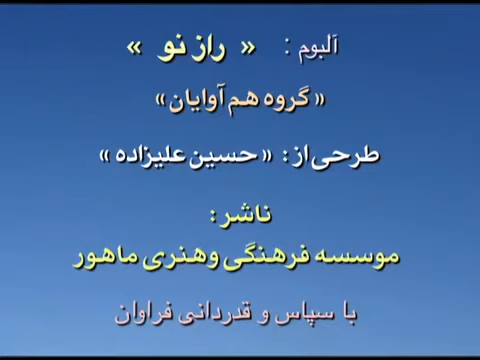 آلبوم : « راز نو »
« گروه هم آوایان »
طرحی از : « حسین علیزاده »
ناشر :
موسسه فرهنگی وهنری ماهور
با سپاس و قدردانی فراوان